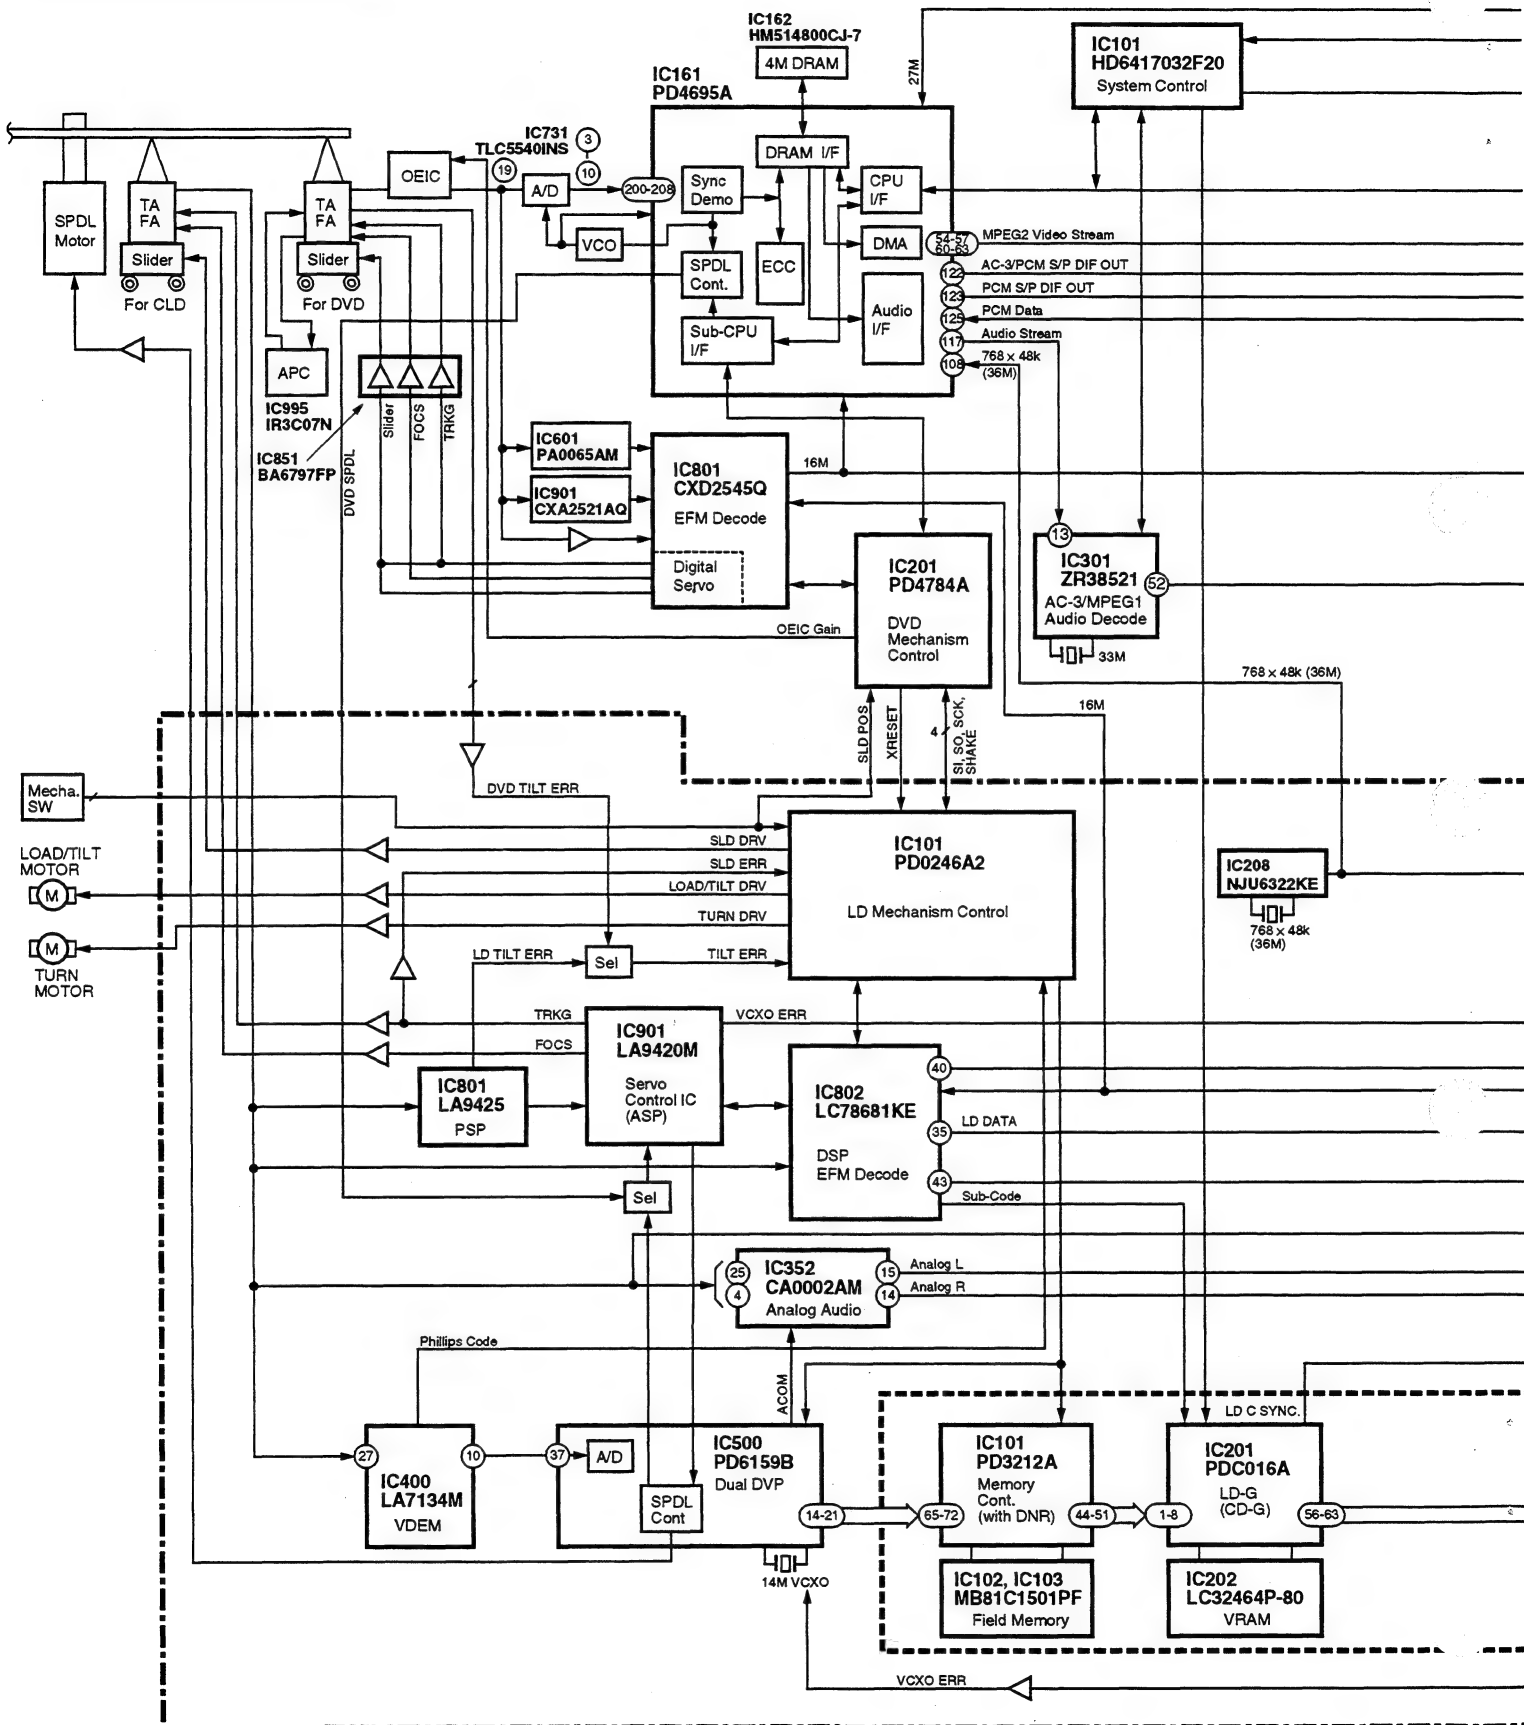 IC162
HM514800CJ-7
4M DRAM
27M
IC101
HD6417032F20
System Control
IC161
PD4695A
IC731
TLC5540INS
3
10
19
OEIC
A/D
200-208
Sync
Demo
DRAM I/F
CPU
I/F
VCO
SPDL
Cont.
ECC
DMA
Audio
I/F
Sub-CPU
I/F
54-57
60-63
MPEG2 Video Stream
122
AC-3/PCM S/P DIF OUT
123
PCM S/P DIF OUT
125
PCM Data
117
Audio Stream
108
768 x 48k
(36M)
SPDL
Motor
TA
FA
Slider
For CLD
TA
FA
Slider
For DVD
APC
IC995
IR3C07N
IC851
BA6797FP
Slider
FOCS
TRKG
DVD SPDL
IC601
PA0065AM
IC901
CXA2521AQ
IC801
CXD2545Q
EFM Decode
Digital
Servo
16M
IC201
PD4784A
DVD
Mechanism
Control
OEIC Gain
13
IC301
ZR38521
AC-3/MPEG1
Audio Decode
52
33M
768 x 48k (36M)
16M
SLD POS
XRESET
4
SI, SO, SCK,
SHAKE
Mecha.
SW
DVD TILT ERR
LOAD/TILT
MOTOR
M
M
TURN
MOTOR
SLD DRV
SLD ERR
LOAD/TILT DRV
TURN DRV
LD TILT ERR
Sel
TILT ERR
IC101
PD0246A2
LD Mechanism Control
IC208
NJU6322KE
768 x 48k
(36M)
TRKG
FOCS
IC901
LA9420M
Servo
Control IC
(ASP)
VCXO ERR
IC801
LA9425
PSP
IC802
LC78681KE
DSP
EFM Decode
40
35
LD DATA
43
Sub-Code
Sel
25
4
IC352
CA0002AM
Analog Audio
15
Analog L
14
Analog R
Phillips Code
ACOM
LD C SYNC.
27
IC400
LA7134M
VDEM
10
37
A/D
IC500
PD6159B
Dual DVP
SPDL
Cont
14-21
14M VCXO
65-72
IC101
PD3212A
Memory
Cont.
(with DNR)
44-51
1-8
IC201
PDC016A
LD-G
(CD-G)
56-63
IC102, IC103
MB81C1501PF
Field Memory
IC202
LC32464P-80
VRAM
VCXO ERR